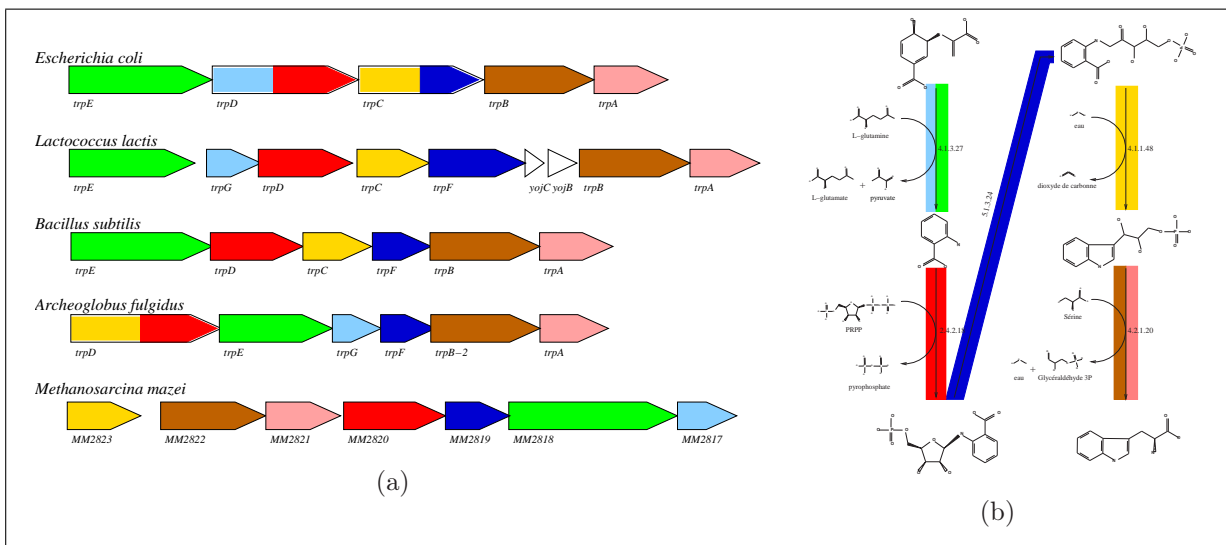 Escherichia coli
trpE trpD trpC trpB trpA
Lactococcus lactis
trpE trpG trpD trpC trpF yojC yojB trpB trpA
Bacillus subtilis
trpE trpD trpC trpF trpB trpA
Archeoglobus fulgidus
trpD trpE trpG trpF trpB−2 trpA
Methanosarcina mazei
MM2823 MM2822 MM2821 MM2820 MM2819 MM2818 MM2817
(a)
L−glutamine
4.1.3.27
L−glutamate + pyruvate
PRPP
pyrophosphate
5.1.3.24
eau
4.1.1.48
dioxyde de carbonne
Sérine
4.2.1.20
eau + Glycéraldéhyde 3P
(b)